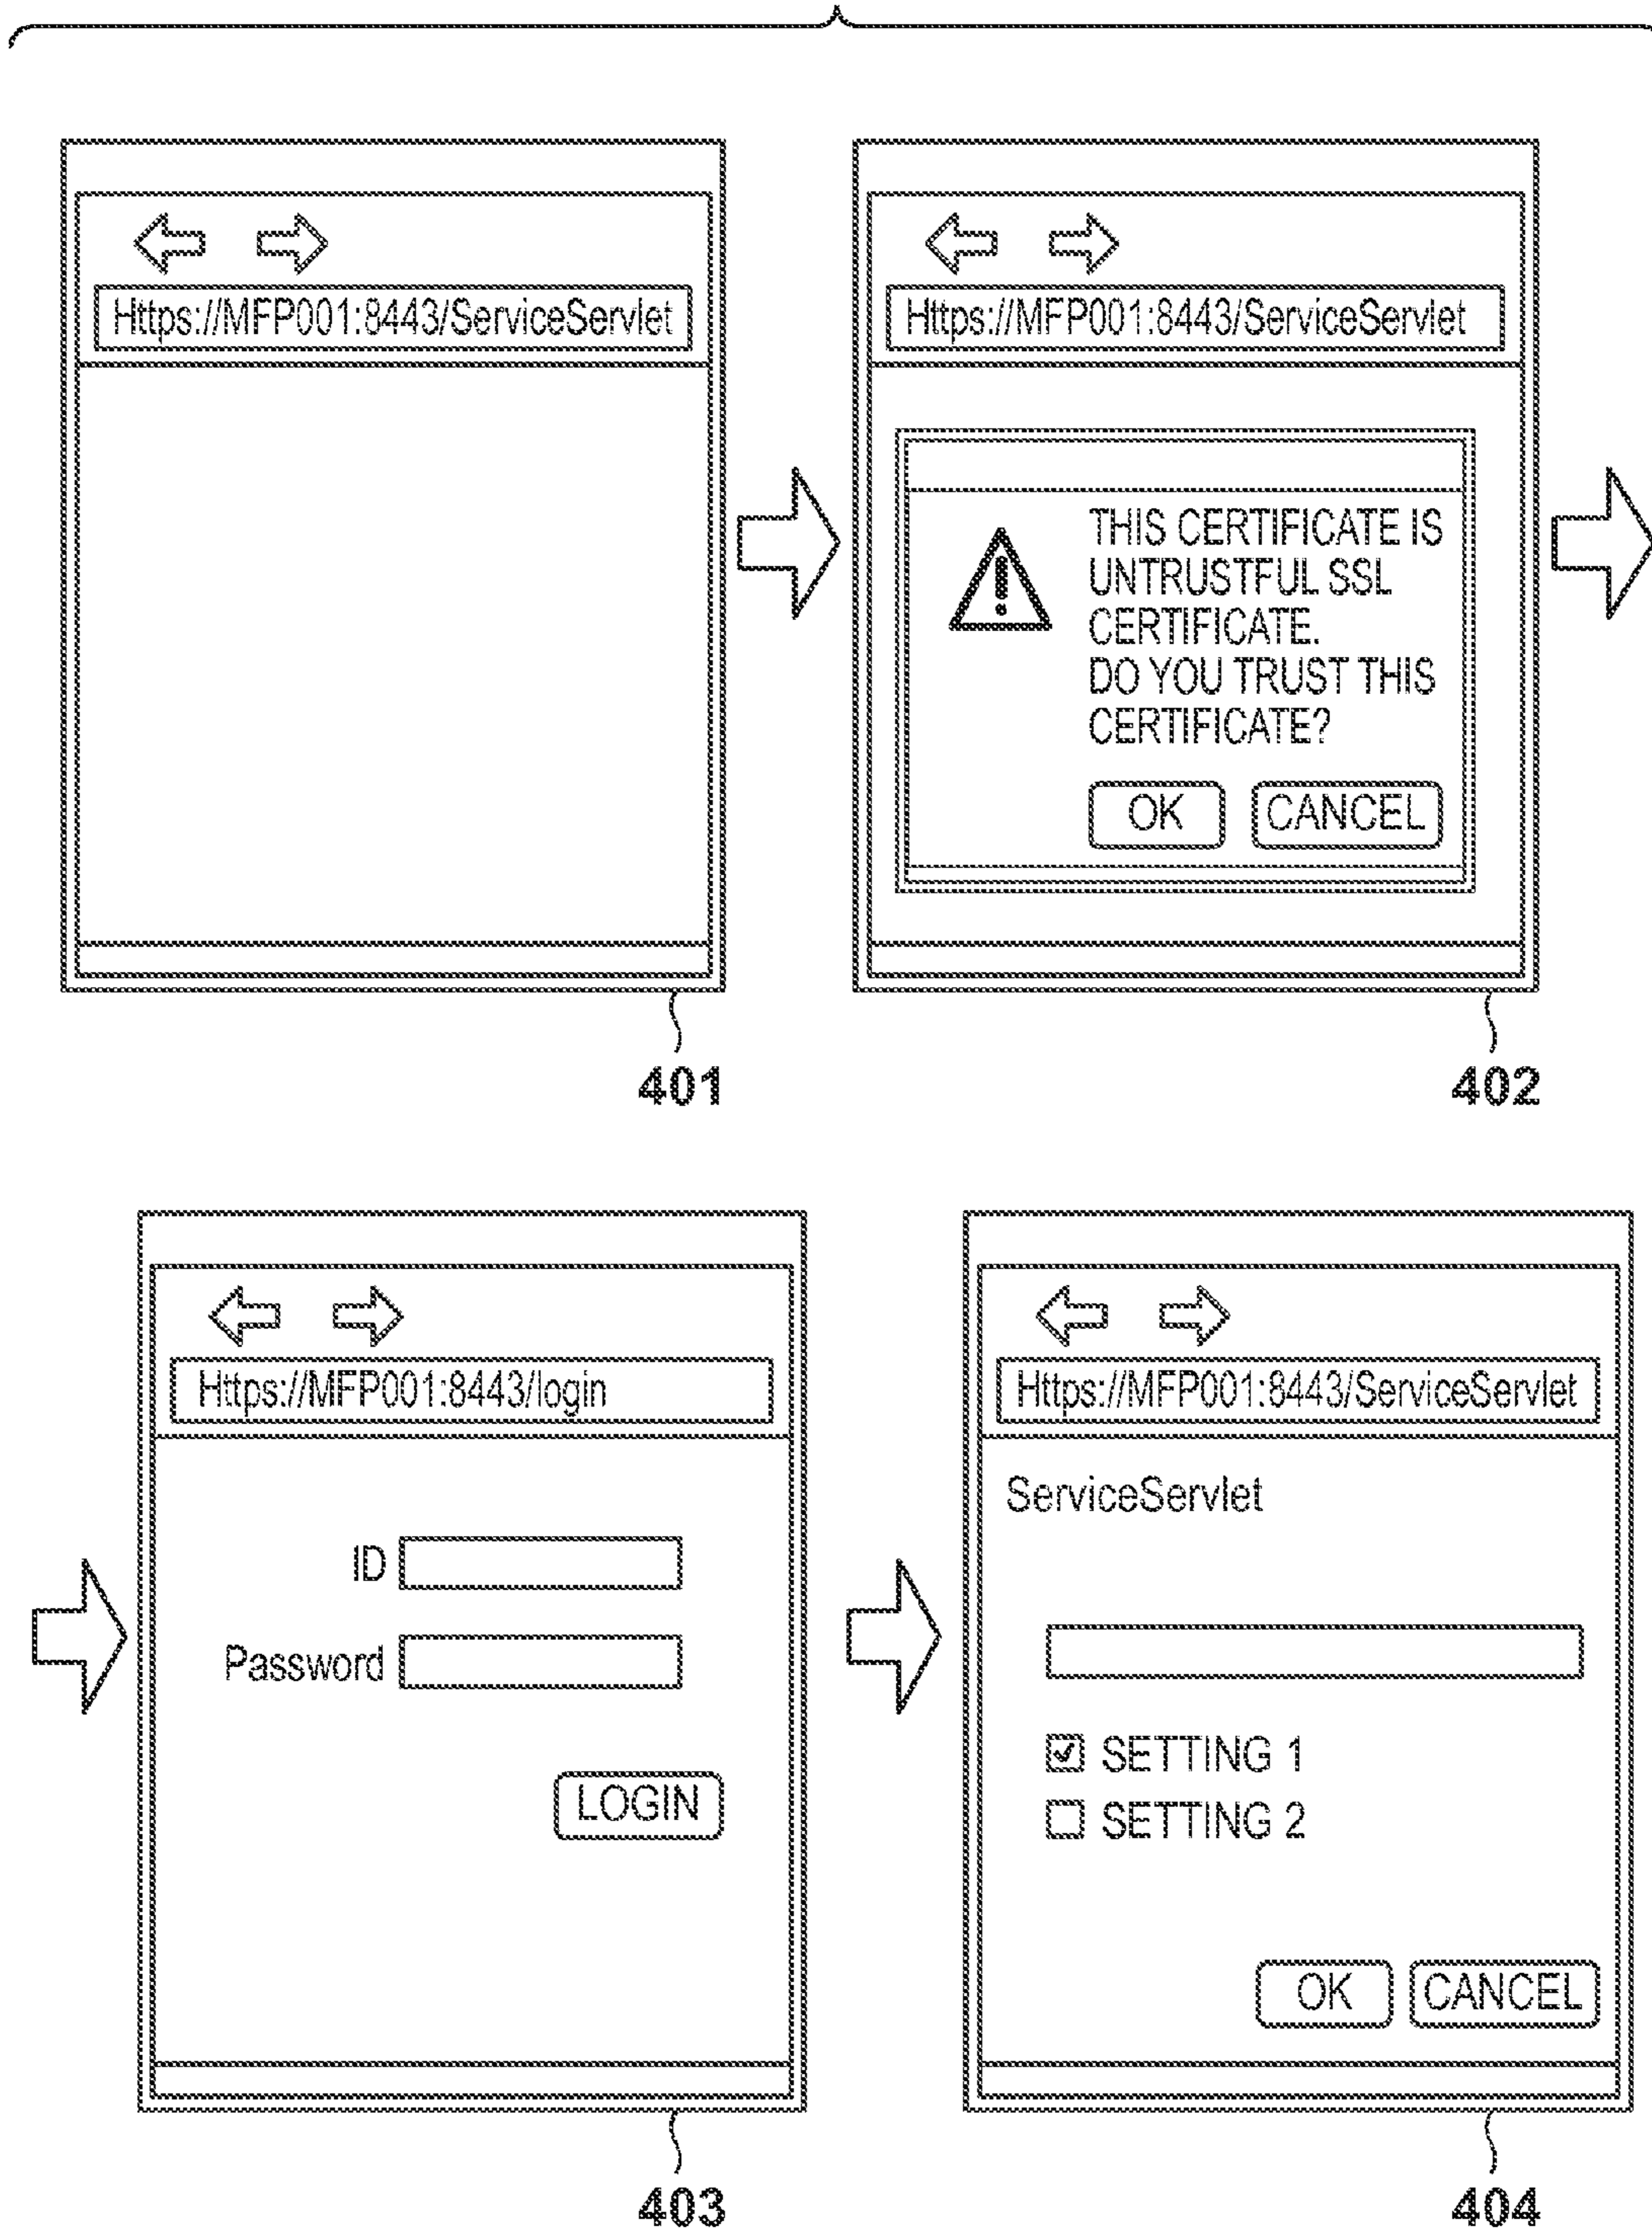 Https://MFP001:8443/ServiceServlet
401
Https://MFP001:8443/ServiceServlet
THIS CERTIFICATE IS
UNTRUSTFUL SSL
CERTIFICATE.
DO YOU TRUST THIS
CERTIFICATE?
OK CANCEL
402
Https://MFP001:8443/login
ID
Password
LOGIN
403
Https://MFP001:8443/ServiceServlet
ServiceServlet
SETTING 1
SETTING 2
OK CANCEL
404